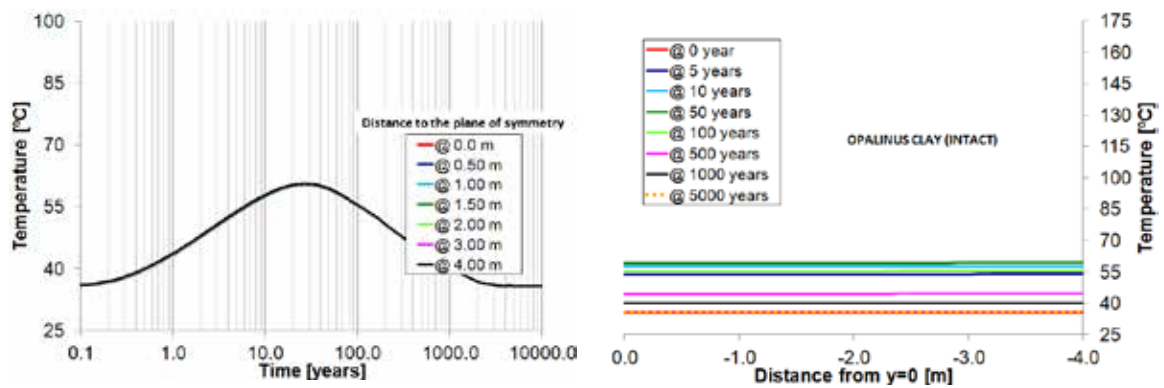 100
85
70
55
40
25
Temperature [ºC]
0.1 1.0 10.0 100.0 1000.0 10000.0
Time [years]
Distance to the plane of symmetry
@ 0.0 m
@ 0.50 m
@ 1.00 m
@ 1.50 m
@ 2.00 m
@ 3.00 m
@ 4.00 m
@ 0 year
@ 5 years
@ 10 years
@ 50 years
@ 100 years
@ 500 years
@ 1000 years
@ 5000 years
OPALINUS CLAY (INTACT)
175
160
145
130
115
100
85
70
55
40
25
Temperature [ºC]
0.0 -1.0 -2.0 -3.0 -4.0
Distance from y=0 [m]